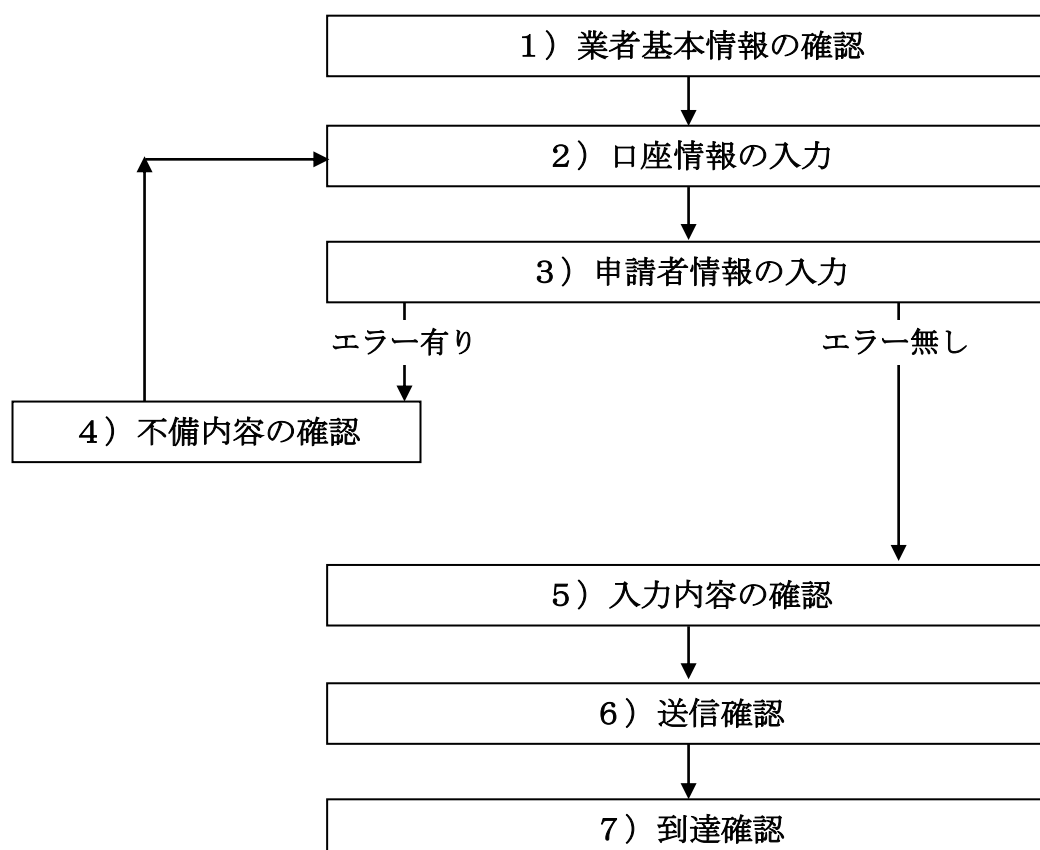 １）業者基本情報の確認
２）口座情報の入力
３）申請者情報の入力
エラー有り
エラー無し
４）不備内容の確認
５）入力内容の確認
６）送信確認
７）到達確認